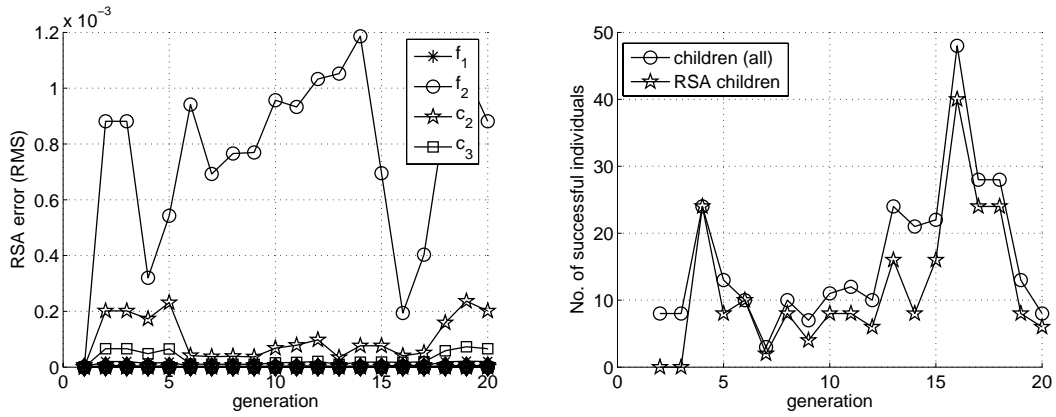 x 10⁻³
1.2
1
0.8
0.6
0.4
0.2
0
RSA error (RMS)
0 5 10 15 20
generation
f₁
f₂
c₂
c₃
50
40
30
20
10
0
No. of successful individuals
0 5 10 15 20
generation
children (all)
RSA children